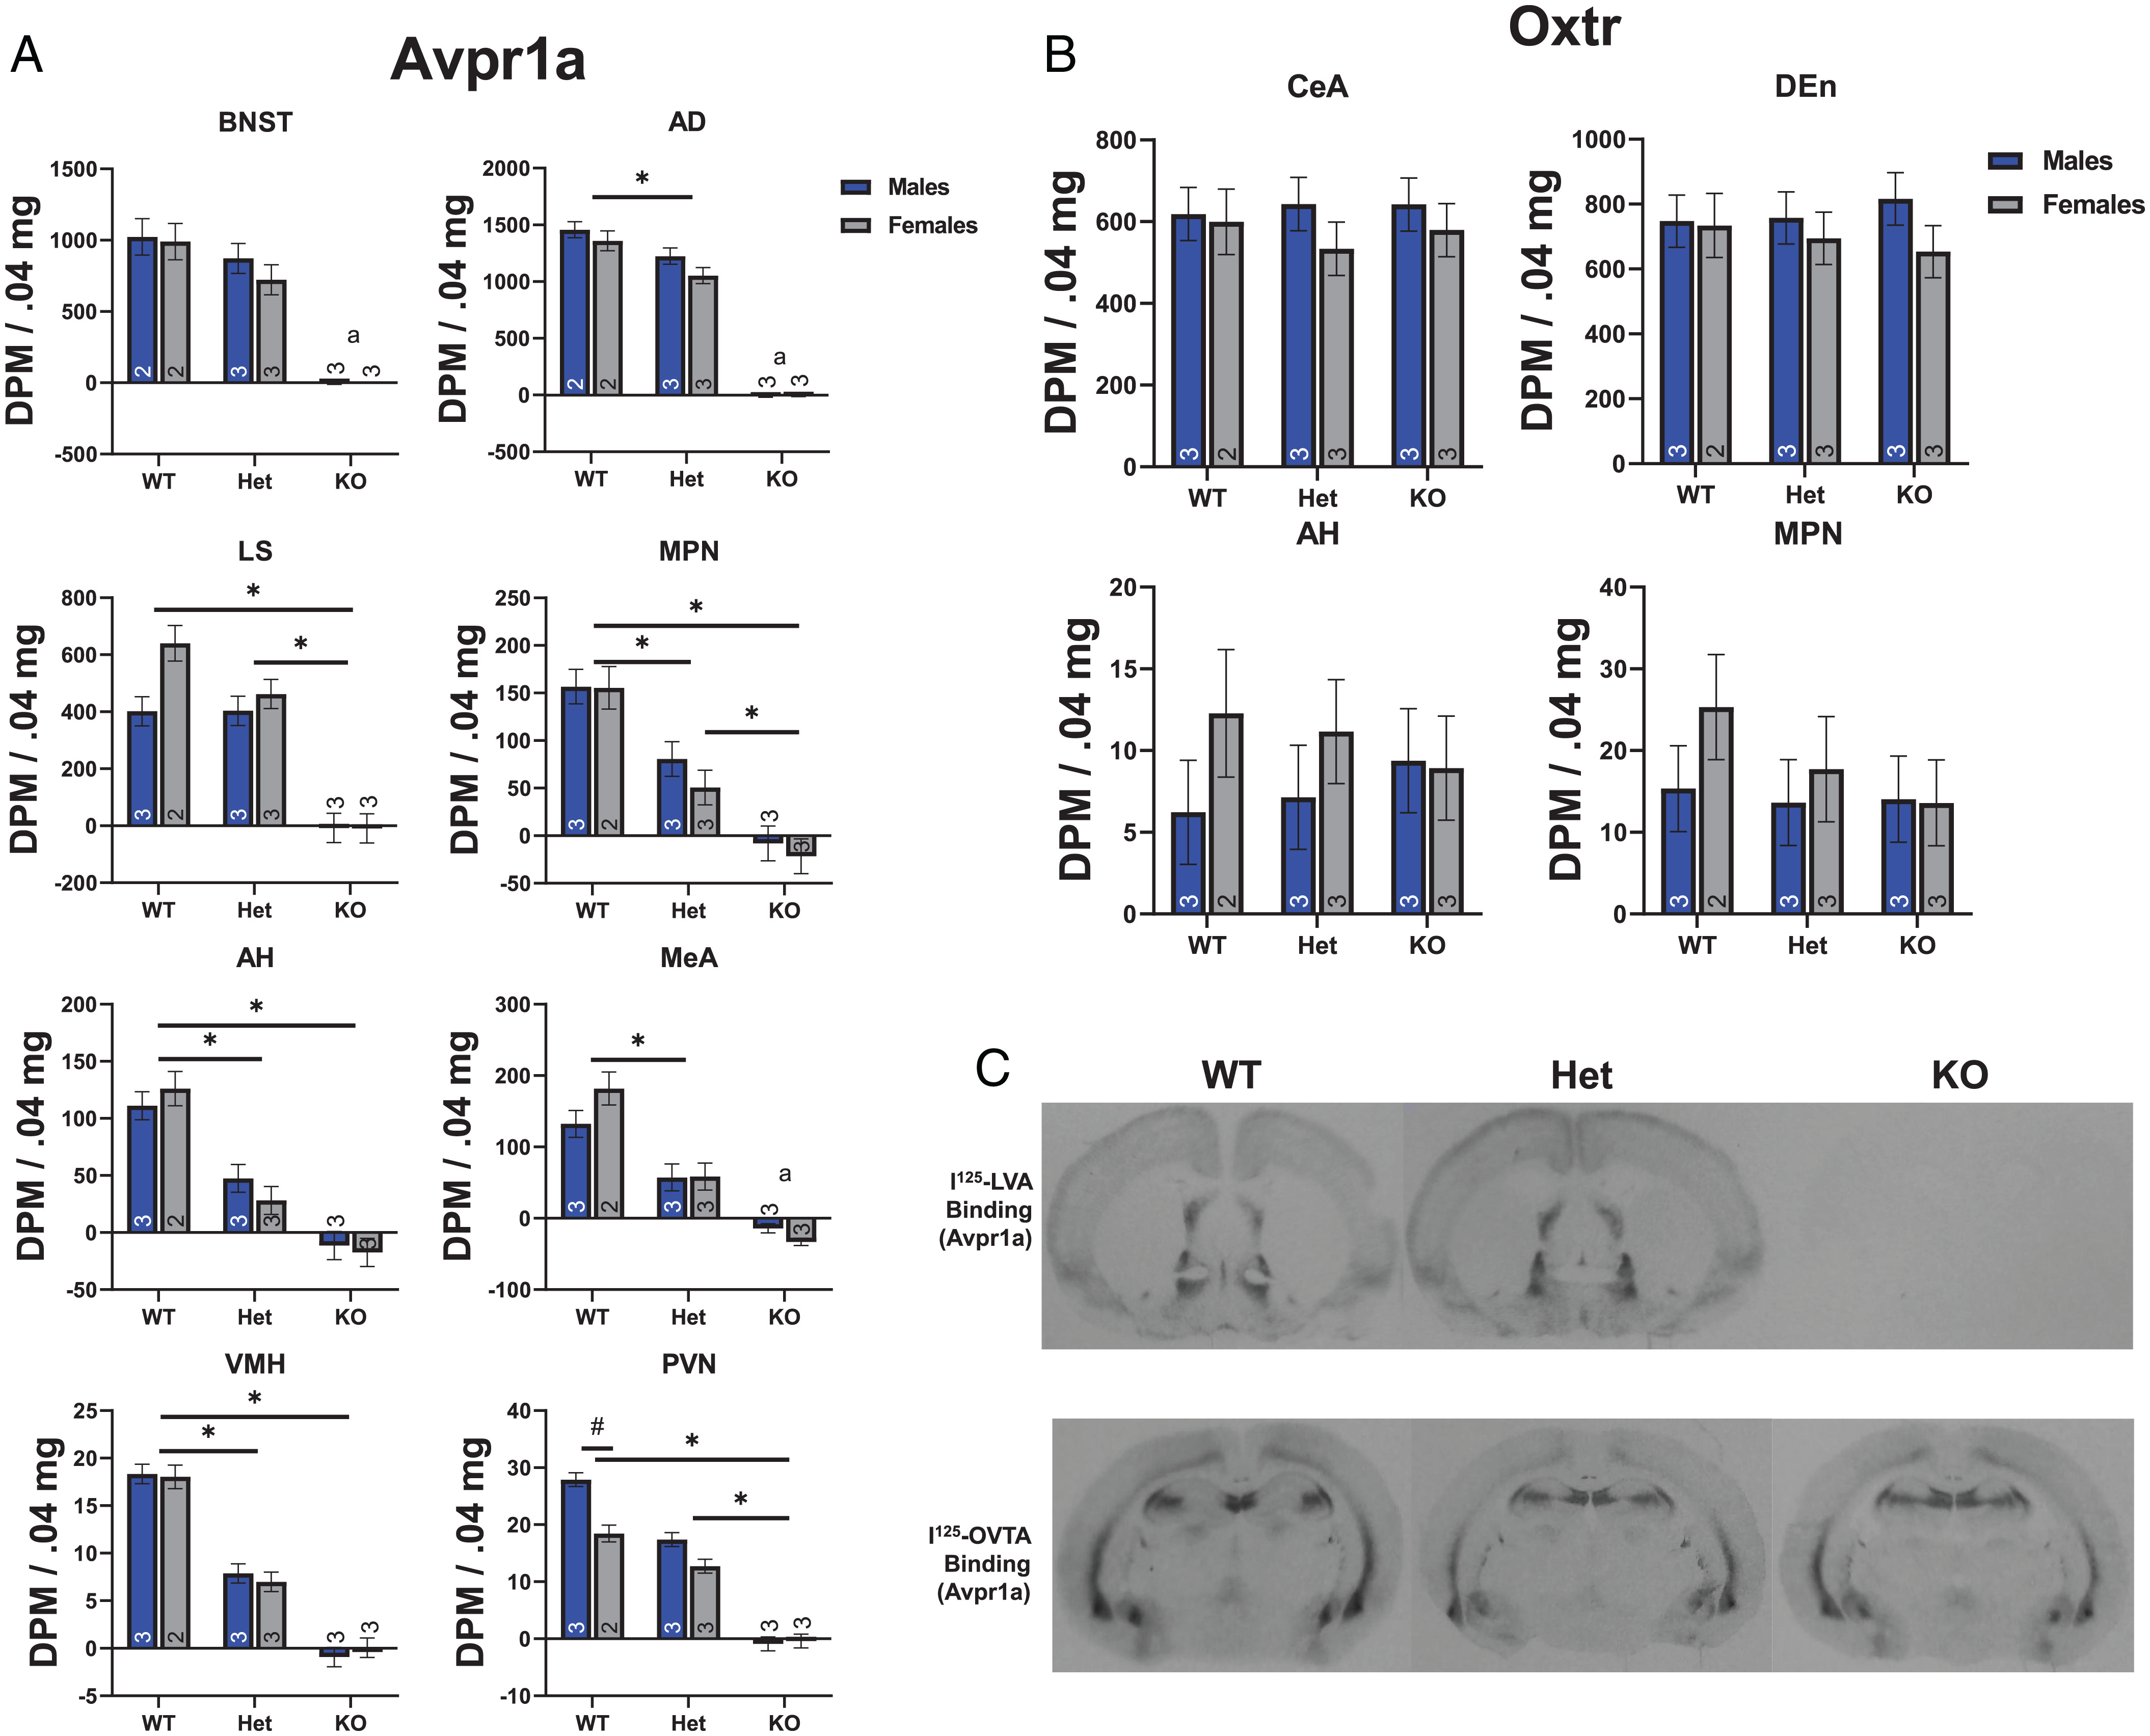 A
Avpr1a
BNST
DPM / .04 mg
1500
1000
500
0
-500
2
2
3
3
3
3
a
WT
Het
KO
AD
DPM / .04 mg
2000
1500
1000
500
0
-500
*
2
2
3
3
3
3
a
WT
Het
KO
Males
Females
LS
DPM / .04 mg
800
600
400
200
0
-200
*
*
3
2
3
3
3
3
WT
Het
KO
MPN
DPM / .04 mg
250
200
150
100
50
0
-50
*
*
*
3
2
3
3
3
3
WT
Het
KO
AH
DPM / .04 mg
200
150
100
50
0
-50
*
*
3
2
3
3
3
3
WT
Het
KO
MeA
DPM / .04 mg
300
200
100
0
-100
*
3
2
3
3
3
3
a
WT
Het
KO
VMH
DPM / .04 mg
25
20
15
10
5
0
-5
*
*
3
2
3
3
3
3
WT
Het
KO
PVN
DPM / .04 mg
40
30
20
10
0
-10
#
*
*
3
2
3
3
3
3
WT
Het
KO
B
Oxtr
CeA
DPM / .04 mg
800
600
400
200
0
3
2
3
3
3
3
WT
Het
KO
DEn
DPM / .04 mg
1000
800
600
400
200
0
3
2
3
3
3
3
WT
Het
KO
Males
Females
AH
DPM / .04 mg
20
15
10
5
0
3
2
3
3
3
3
WT
Het
KO
MPN
DPM / .04 mg
40
30
20
10
0
3
2
3
3
3
3
WT
Het
KO
C
WT
Het
KO
I¹²⁵-LVA
Binding
(Avpr1a)
I¹²⁵-OVTA
Binding
(Avpr1a)